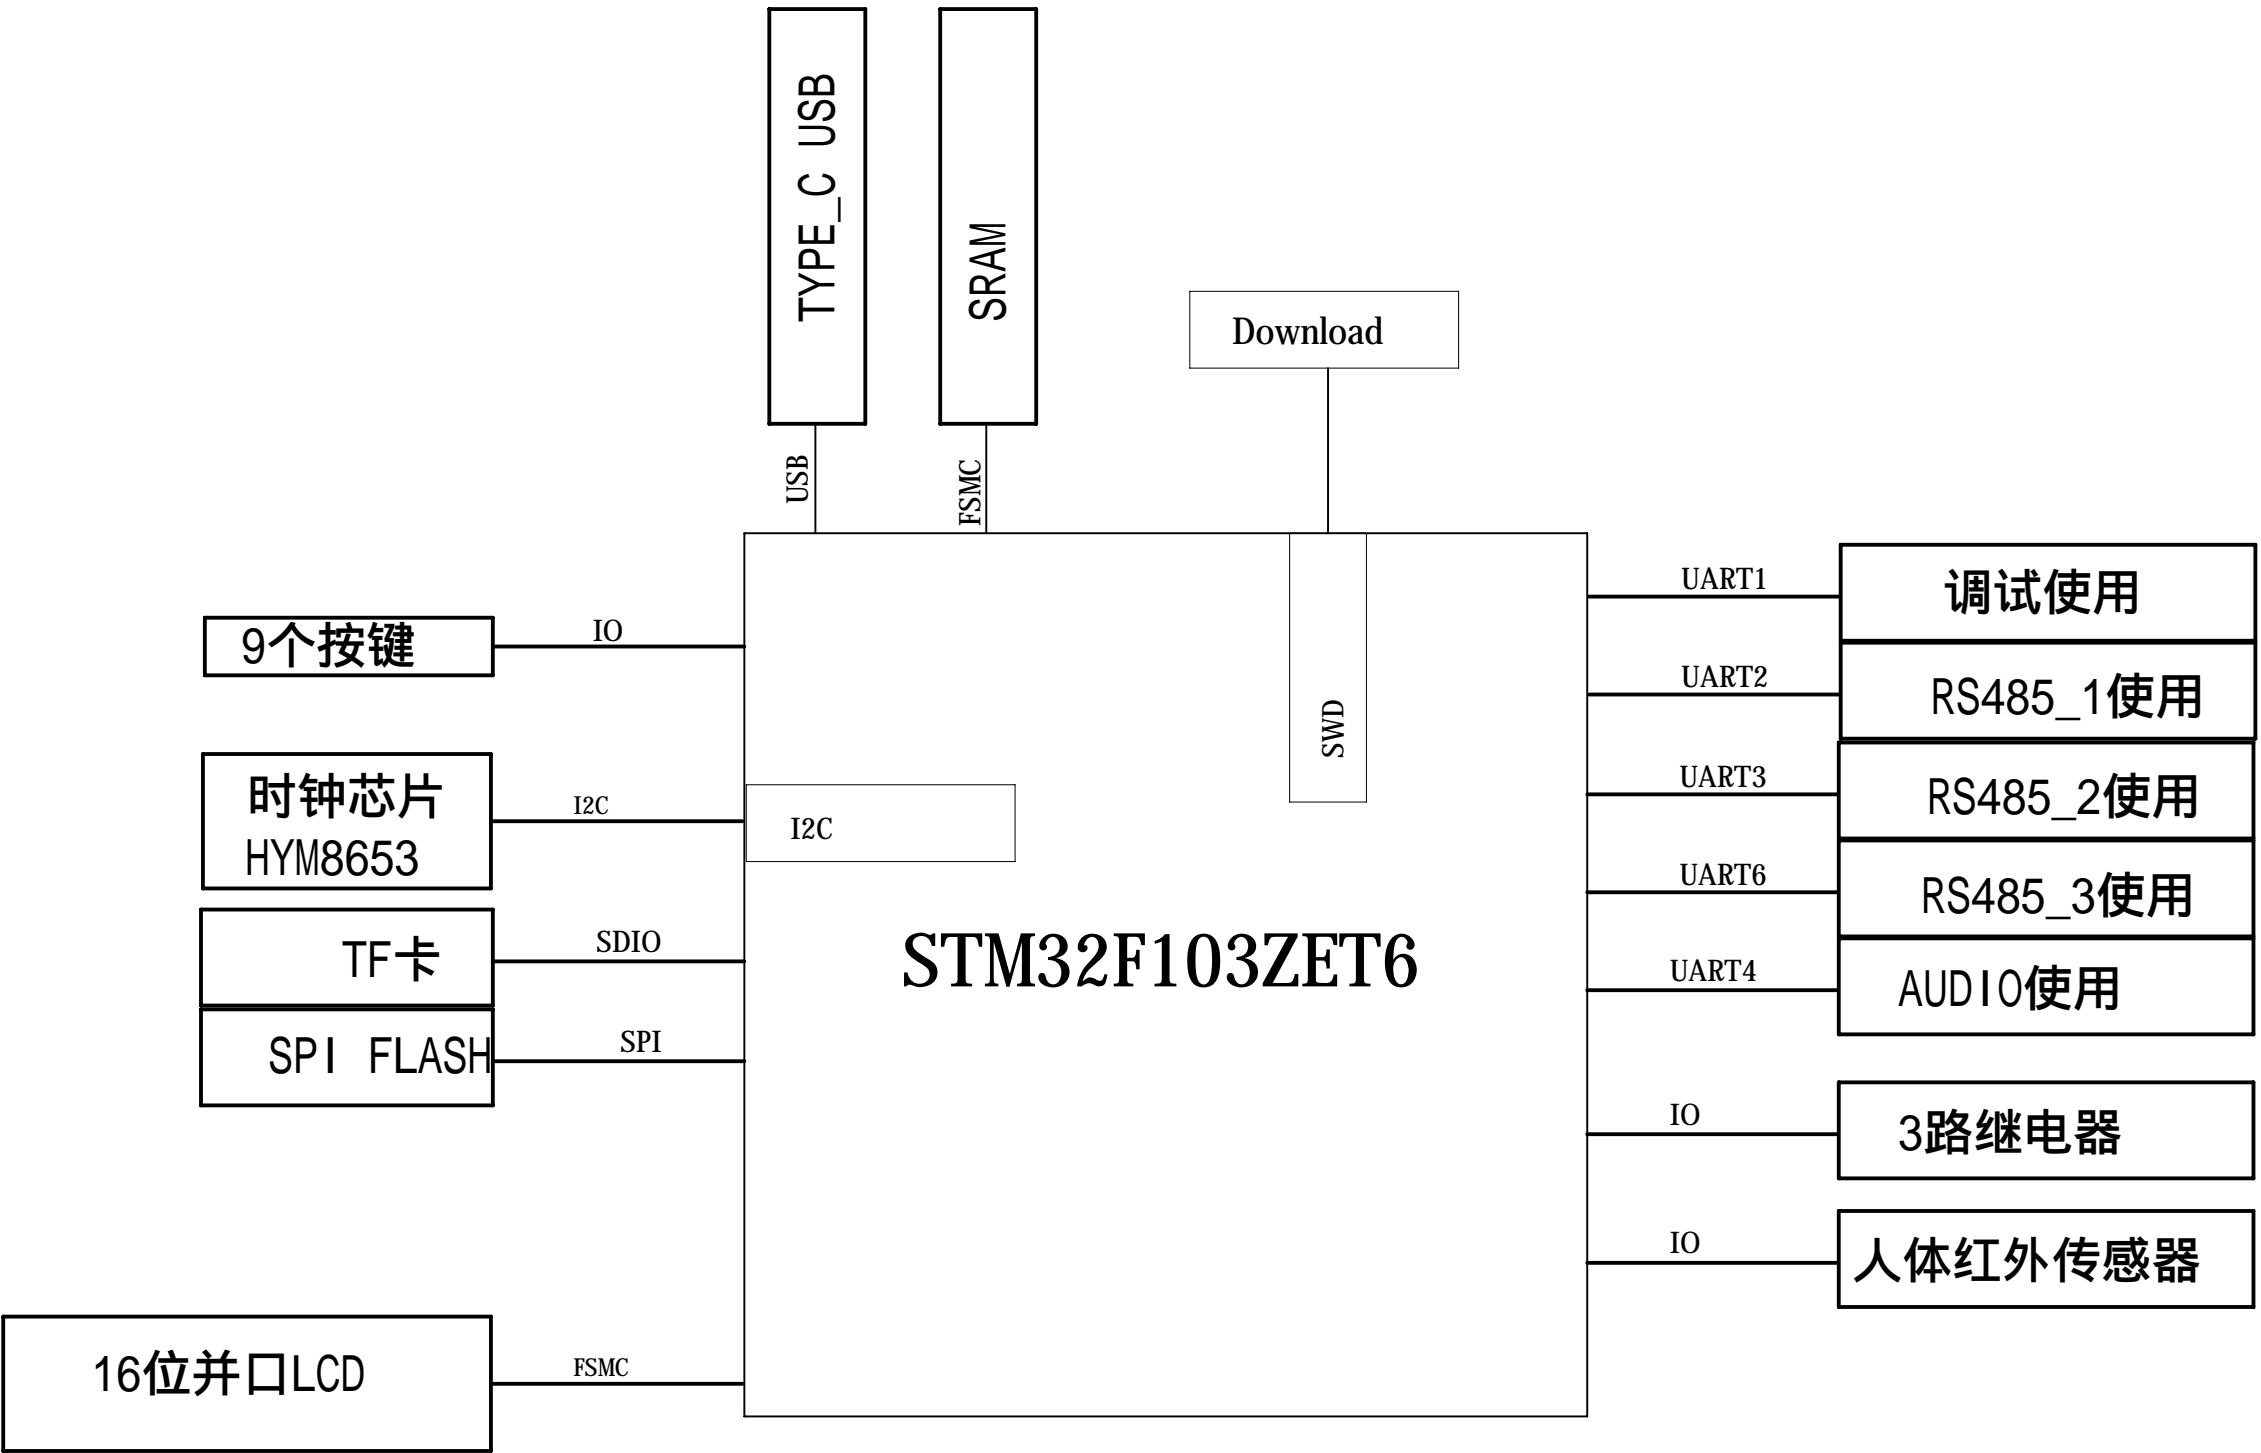 TYPE_C USB
SRAM
Download
USB
FSMC
SWD
9个按键
IO
时钟芯片
HYM8653
I2C
I2C
TF卡
SDIO
SPI FLASH
SPI
16位并口LCD
FSMC
STM32F103ZET6
UART1
调试使用
UART2
RS485_1使用
UART3
RS485_2使用
UART6
RS485_3使用
UART4
AUDIO使用
IO
3路继电器
IO
人体红外传感器